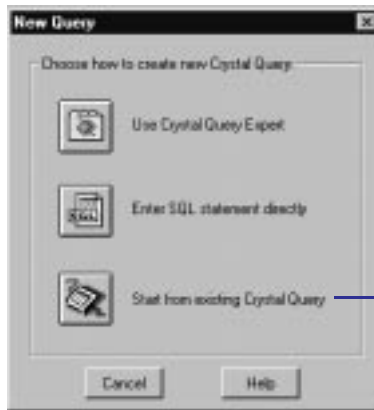 New Query
Choose how to create new Crystal Query
Use Crystal Query Expert
SQL
Enter SQL statement directly
Start from existing Crystal Query
Cancel
Help